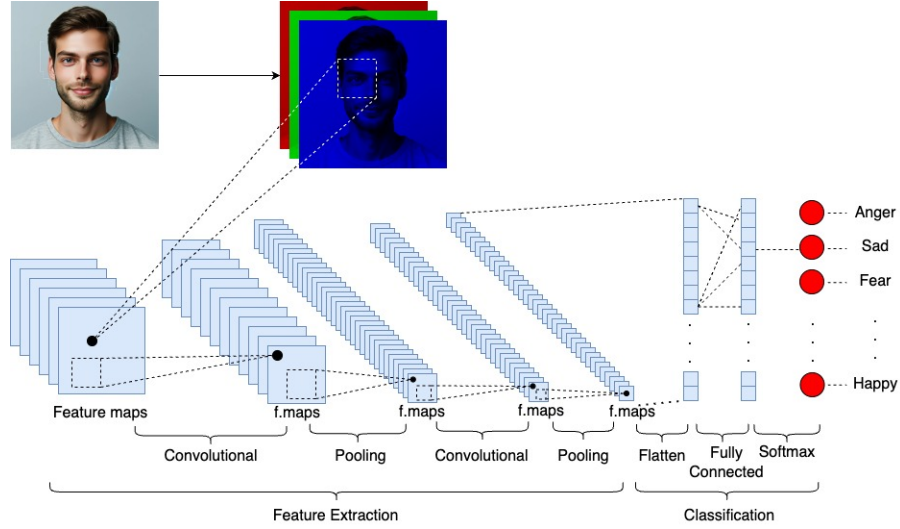 Anger
Sad
Fear
Happy
Feature maps
f.maps
f.maps
f.maps
f.maps
Convolutional
Pooling
Convolutional
Pooling
Flatten
Fully
Connected
Softmax
Feature Extraction
Classification